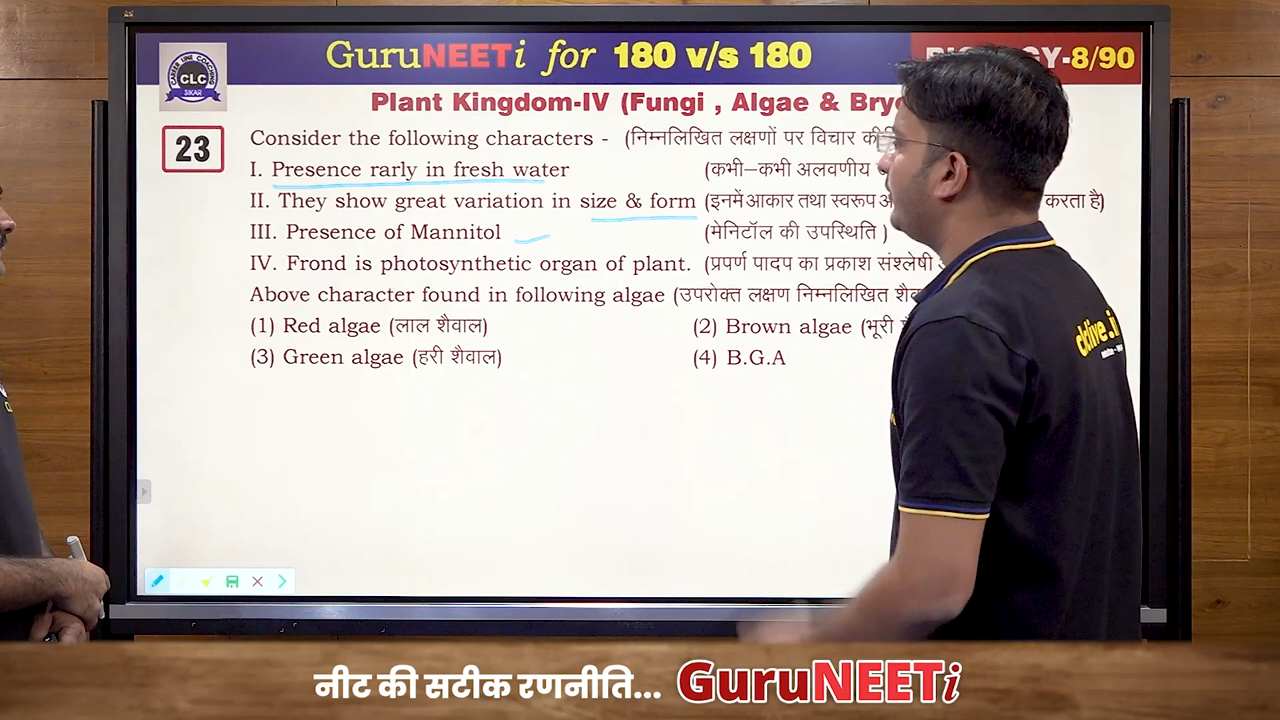 CAREER LINE COACHING
CLC
SIKAR
GuruNEETi for 180 v/s 180
GY-8/90
Plant Kingdom-IV (Fungi , Algae &
23
Consider the following characters - (निम्नलिखित लक्षणों पर विचार
I. Presence rarly in fresh water (कभी–कभी अलवणीय
II. They show great variation in size & form (इनमें आकार तथा स्वरूप करता है)
III. Presence of Mannitol (मेनिटॉल की उपस्थिति )
IV. Frond is photosynthetic organ of plant. (प्रपर्ण पादप का प्रकाश संश्लेषी
Above character found in following algae (उपरोक्त लक्षण निम्नलिखित
(1) Red algae (लाल शैवाल) (2) Brown algae (भूरी
(3) Green algae (हरी शैवाल) (4) B.G.A
नीट की सटीक रणनीति... GuruNEETi